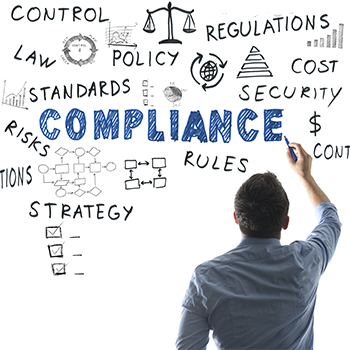 CONTROL
REGULATIONS
LAW
POLICY
COST
STANDARDS
SECURITY
COMPLIANCE
$
RISKS
RULES
CONT
TIONS
STRATEGY